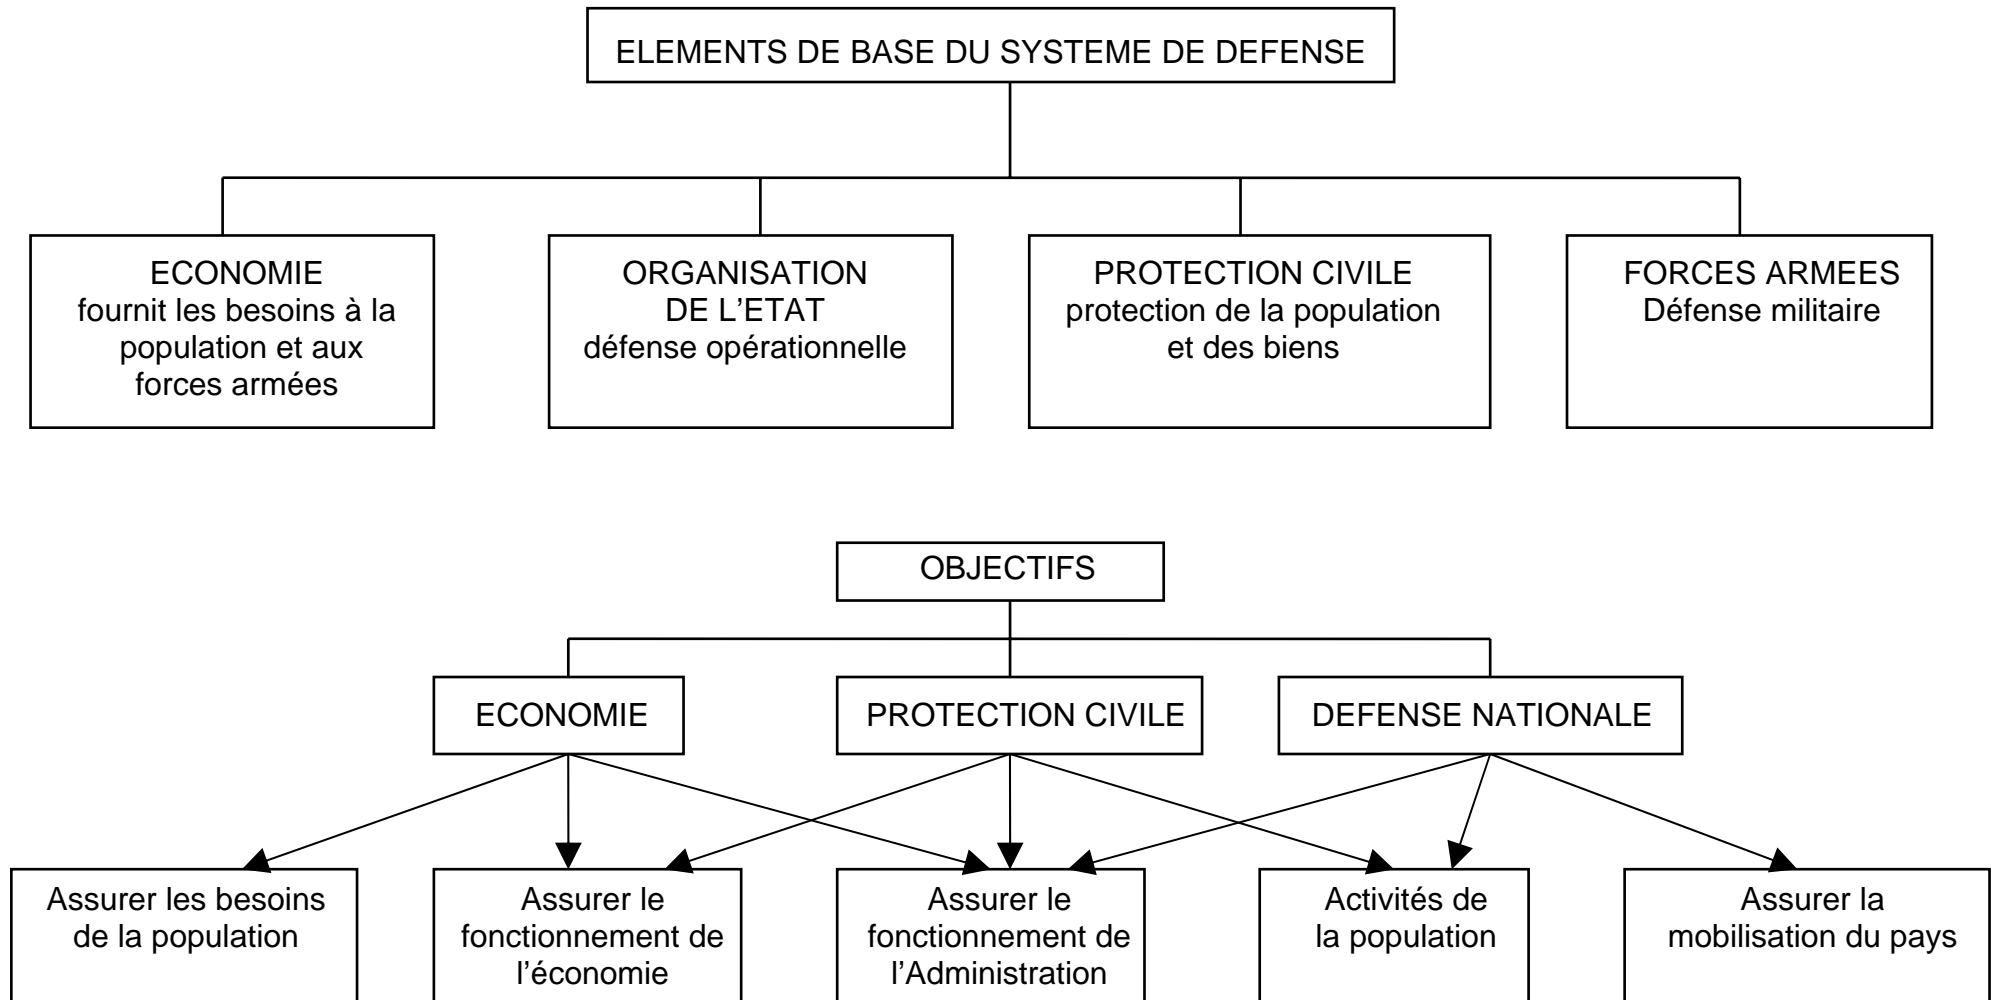 ELEMENTS DE BASE DU SYSTEME DE DEFENSE
ECONOMIE
fournit les besoins à la
population et aux
forces armées
ORGANISATION
DE L'ETAT
défense opérationnelle
PROTECTION CIVILE
protection de la population
et des biens
FORCES ARMEES
Défense militaire
OBJECTIFS
ECONOMIE
PROTECTION CIVILE
DEFENSE NATIONALE
Assurer les besoins
de la population
Assurer le
fonctionnement de
l'économie
Assurer le
fonctionnement de
l'Administration
Activités de
la population
Assurer la
mobilisation du pays